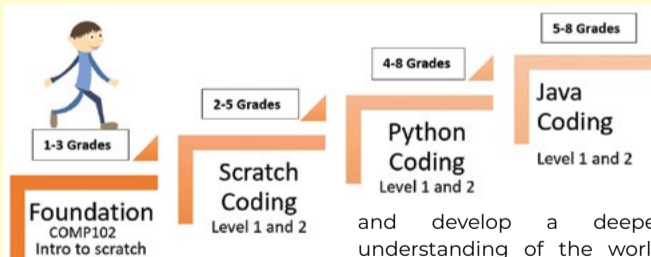 1-3 Grades
Foundation
COMP102
Intro to scratch
2-5 Grades
Scratch
Coding
Level 1 and 2
4-8 Grades
Python
Coding
Level 1 and 2
5-8 Grades
Java
Coding
Level 1 and 2
and develop a deepe
understanding of the worl